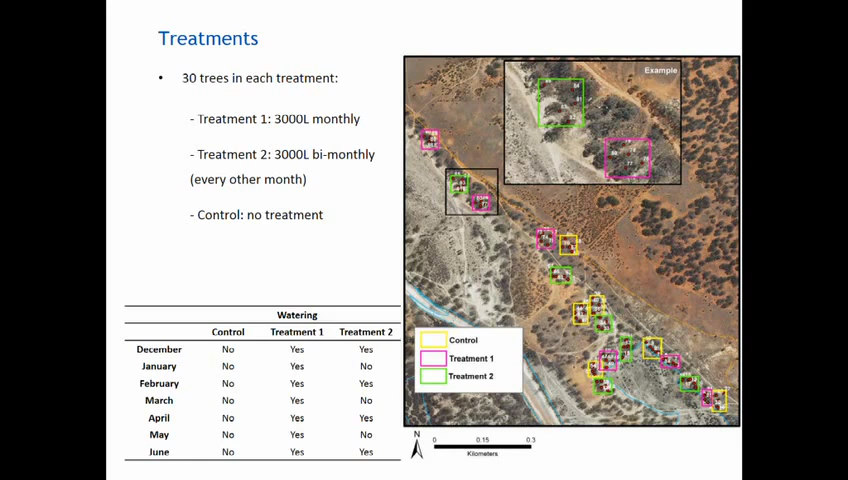 Treatments
• 30 trees in each treatment:
- Treatment 1: 3000L monthly
- Treatment 2: 3000L bi-monthly
(every other month)
- Control: no treatment
Watering
Control Treatment 1 Treatment 2
December No Yes Yes
January No Yes No
February No Yes Yes
March No Yes No
April No Yes Yes
May No Yes No
June No Yes Yes
Example
Control
Treatment 1
Treatment 2
N
0 0.15 0.3
Kilometers